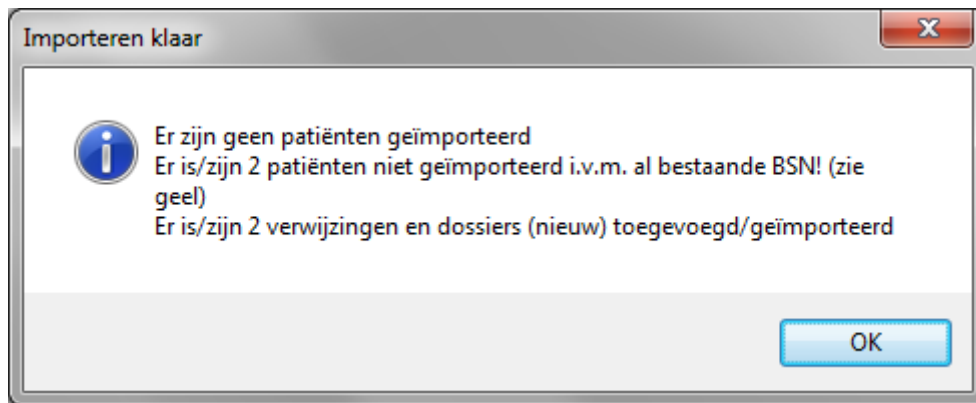 Importeren klaar
Er zijn geen patiënten geïmporteerd
Er is/zijn 2 patiënten niet geïmporteerd i.v.m. al bestaande BSN! (zie
geel)
Er is/zijn 2 verwijzingen en dossiers (nieuw) toegevoegd/geïmporteerd
OK